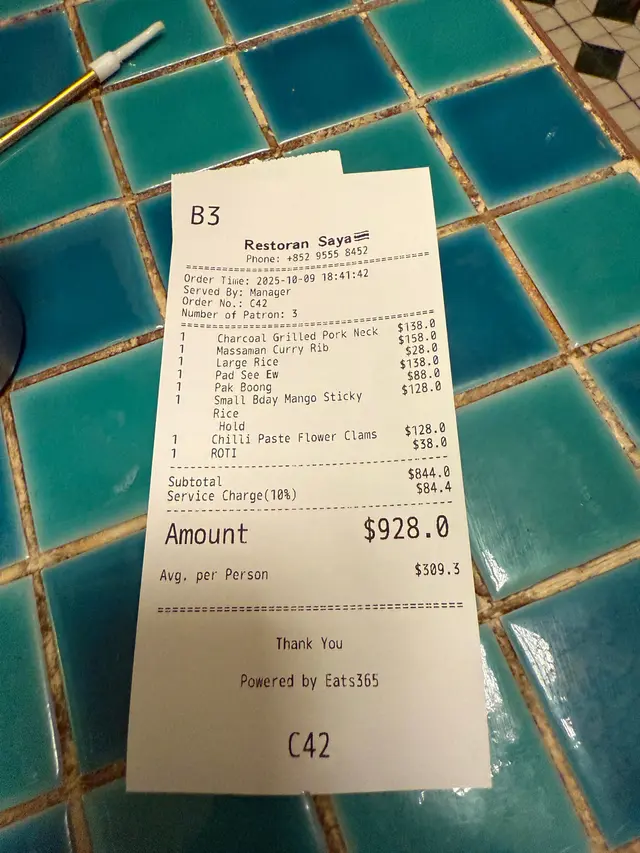 B3
Restoran Saya
Phone: +852 9555 8452
Order Time: 2025-10-09 18:41:42
Served By: Manager
Order No.: C42
Number of Patron: 3
1 Charcoal Grilled Pork Neck $138.0
1 Massaman Curry Rib $158.0
1 Large Rice $28.0
1 Pad See Ew $138.0
1 Pak Boong $88.0
1 Small Bday Mango Sticky $128.0
Rice
Hold
1 Chilli Paste Flower Clams $128.0
1 ROTI $38.0
Subtotal $844.0
Service Charge(10%) $84.4
Amount $928.0
Avg. per Person $309.3
Thank You
Powered by Eats365
C42